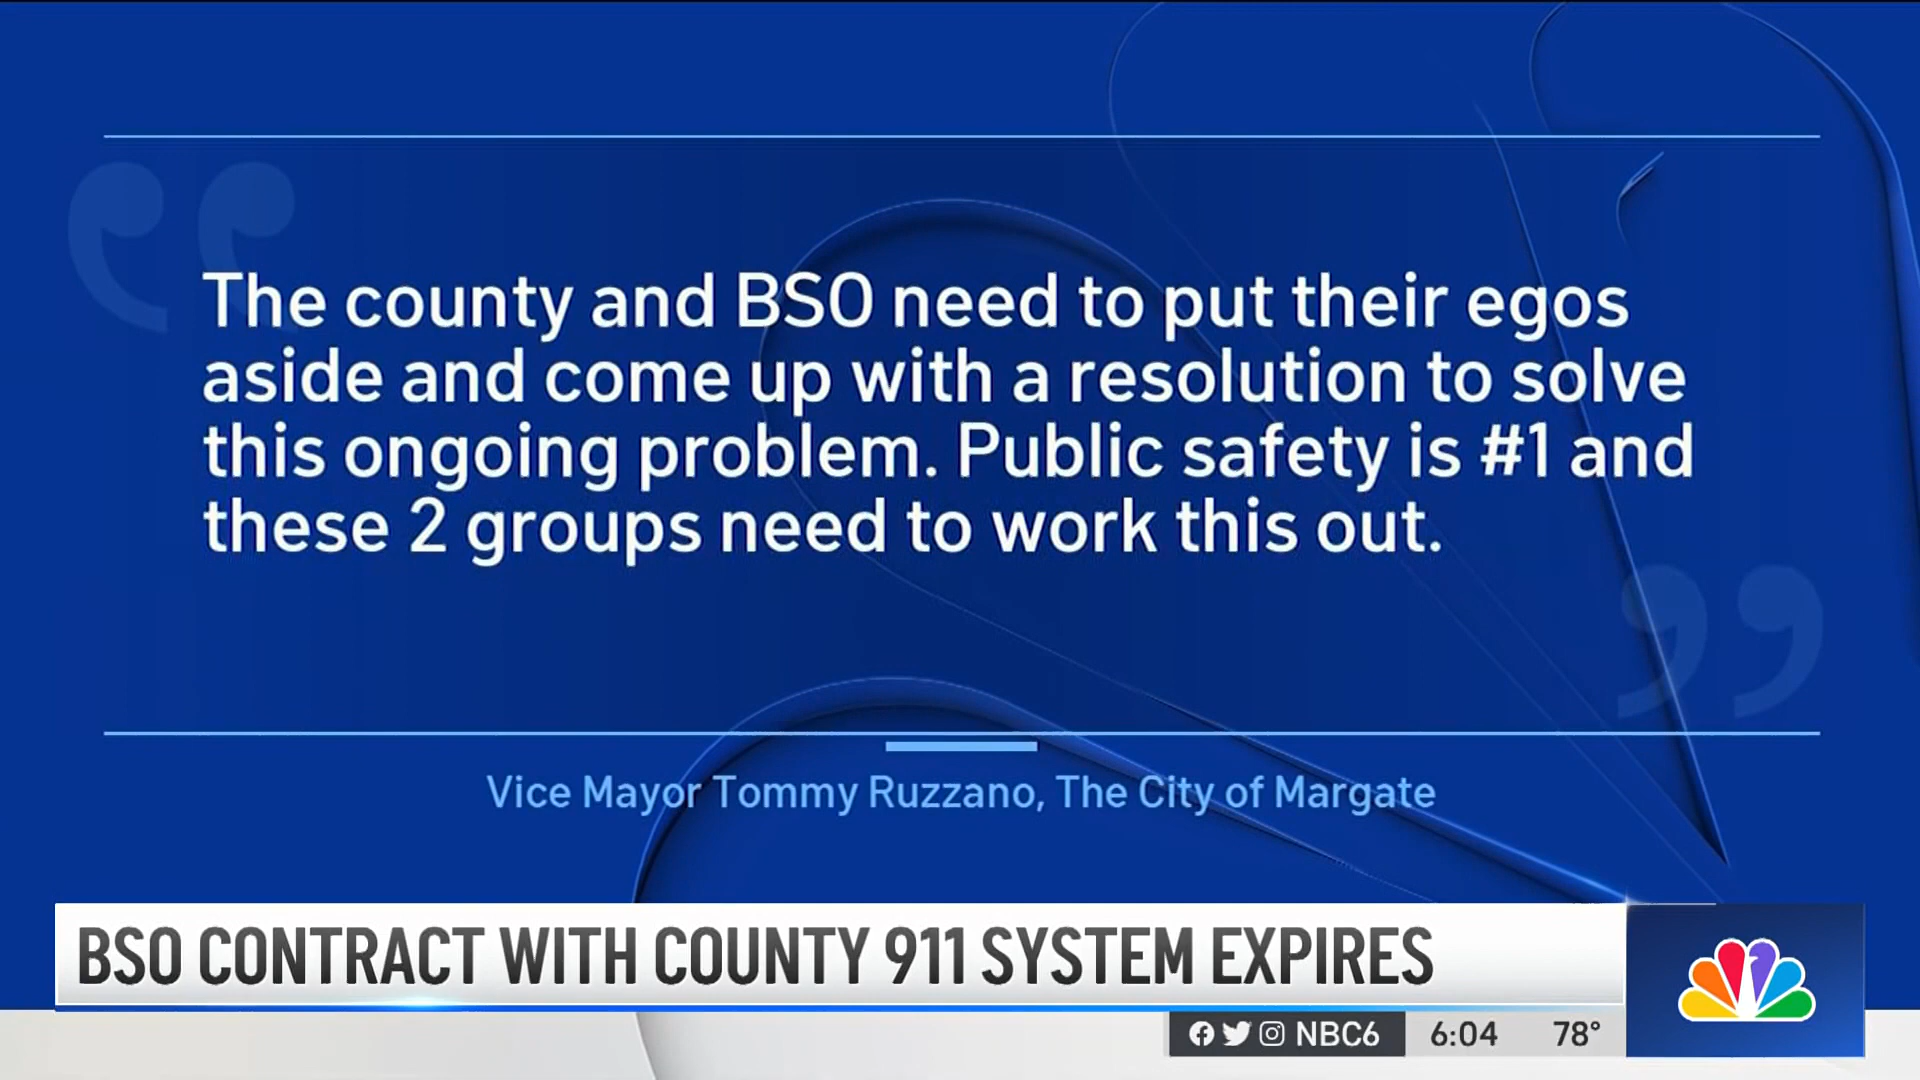 The county and BSO need to put their egos
aside and come up with a resolution to solve
this ongoing problem. Public safety is #1 and
these 2 groups need to work this out.
Vice Mayor Tommy Ruzzano, The City of Margate
BSO CONTRACT WITH COUNTY 911 SYSTEM EXPIRES
NBC6 6:04 78°